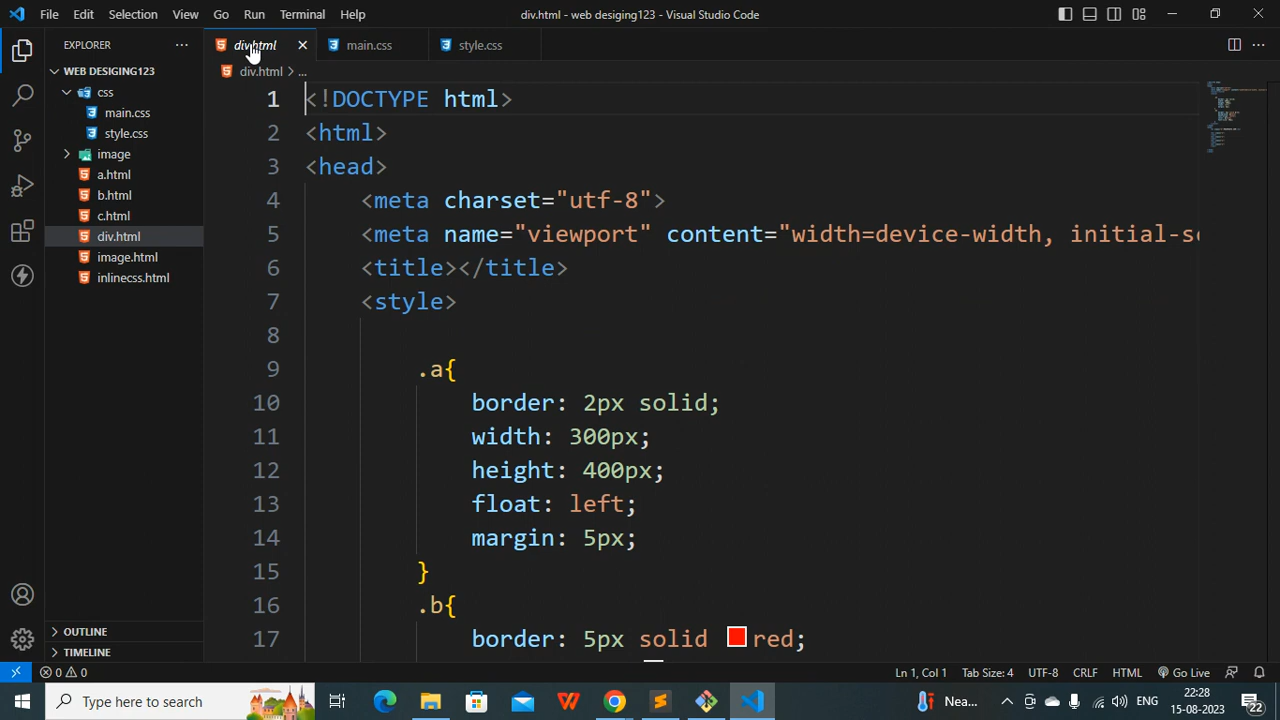 File Edit Selection View Go Run Terminal Help div.html - web desiging123 - Visual Studio Code
EXPLORER
WEB DESIGING123
css
main.css
style.css
image
a.html
b.html
c.html
div.html
image.html
inlinecss.html
OUTLINE
TIMELINE
div.html main.css style.css
div.html > ...
1 <!DOCTYPE html>
2 <html>
3 <head>
4 <meta charset="utf-8">
5 <meta name="viewport" content="width=device-width, initial-sc
6 <title></title>
7 <style>
8
9 .a{
10 border: 2px solid;
11 width: 300px;
12 height: 400px;
13 float: left;
14 margin: 5px;
15 }
16 .b{
17 border: 5px solid red;
0 0 Ln 1, Col 1 Tab Size: 4 UTF-8 CRLF HTML Go Live
Type here to search Nea... ENG 22:28
15-08-2023 22